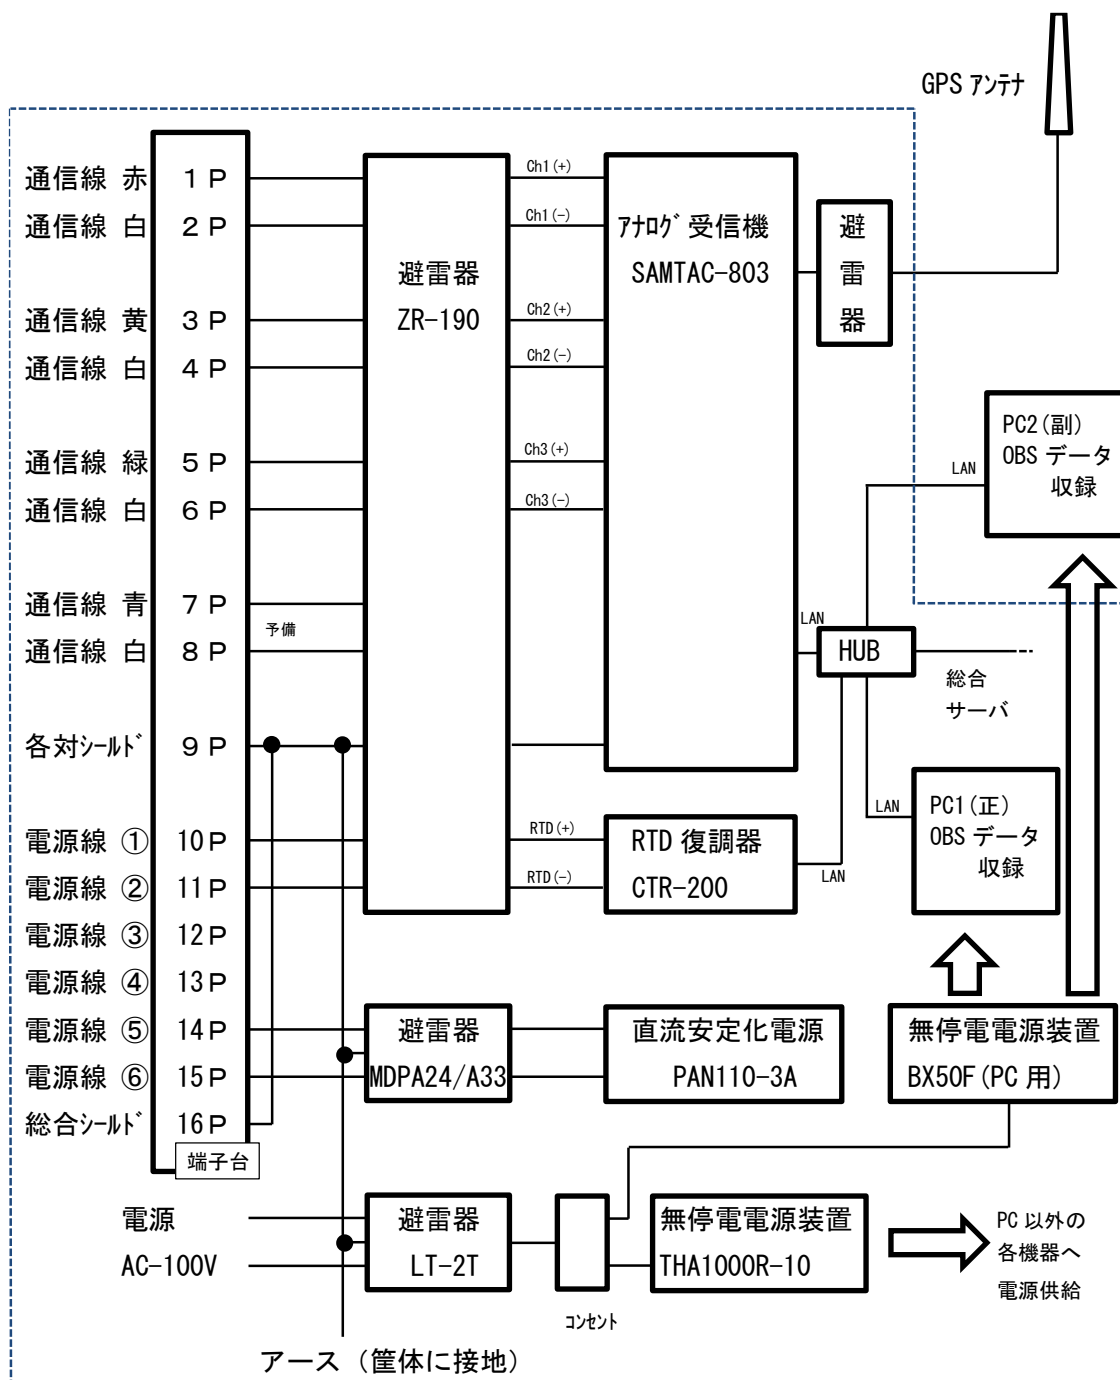 GPS ｱﾝﾃﾅ
通信線 赤 １Ｐ
通信線 白 ２Ｐ
通信線 黄 ３Ｐ
通信線 白 ４Ｐ
通信線 緑 ５Ｐ
通信線 白 ６Ｐ
通信線 青 ７Ｐ
予備
通信線 白 ８Ｐ
各対ｼｰﾙﾄﾞ ９Ｐ
電源線 ① 10Ｐ
電源線 ② 11Ｐ
電源線 ③ 12Ｐ
電源線 ④ 13Ｐ
電源線 ⑤ 14Ｐ
電源線 ⑥ 15Ｐ
総合ｼｰﾙﾄﾞ 16Ｐ
端子台
電源
AC-100V
避雷器
ZR-190
Ch1(+)
Ch1(-)
Ch2(+)
Ch2(-)
Ch3(+)
Ch3(-)
RTD(+)
RTD(-)
ｱﾅﾛｸﾞ受信機
SAMTAC-803
避
雷
器
LAN
HUB
LAN
PC2(副)
OBS データ
収録
総合
サーバ
LAN
PC1(正)
OBS データ
収録
RTD 復調器
CTR-200
LAN
避雷器
MDPA24/A33
直流安定化電源
PAN110-3A
無停電電源装置
BX50F(PC 用)
避雷器
LT-2T
ｺﾝｾﾝﾄ
無停電電源装置
THA1000R-10
PC 以外の
各機器へ
電源供給
アース（筐体に接地）